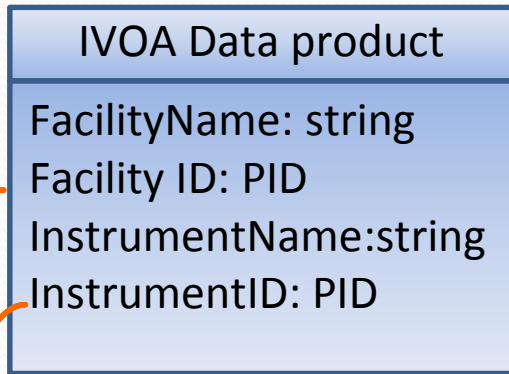 IVOA Data product
FacilityName: string
Facility ID: PID
InstrumentName:string
InstrumentID: PID